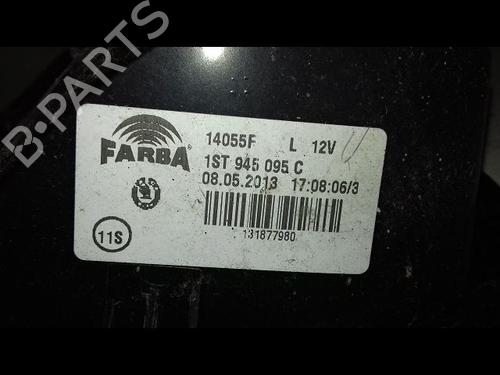 B-PARTS
FARBA
14055F L 12V
1ST 945 095 C
08.05.2013 17:08:06/3
131877980
11S